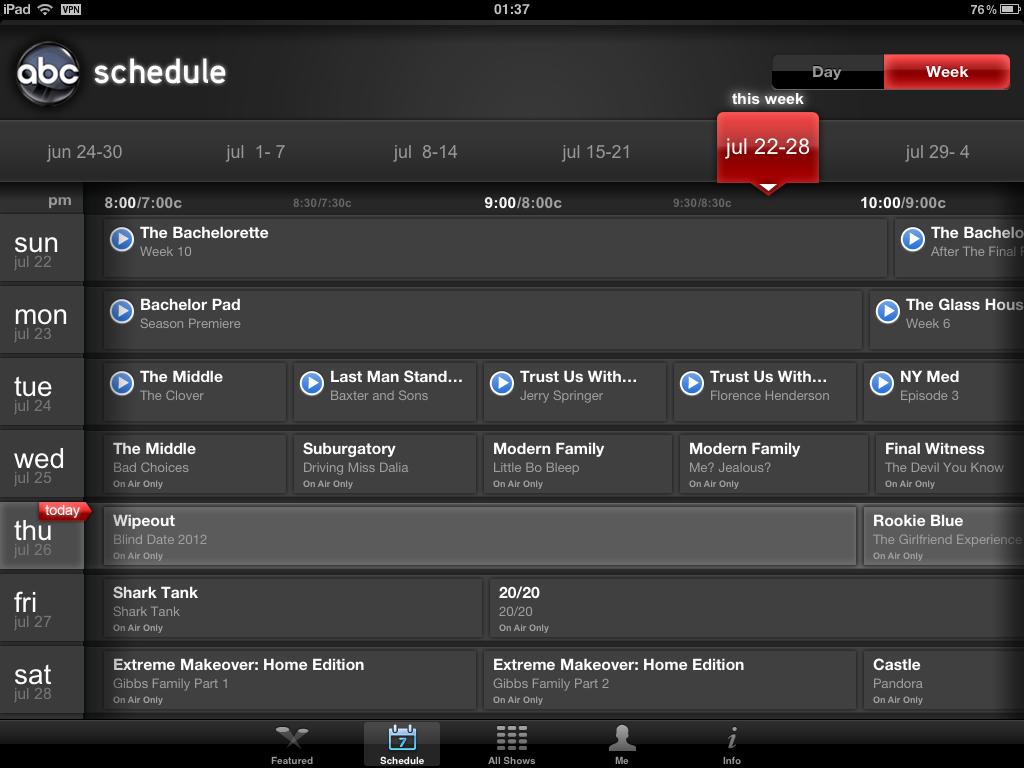 iPad VPN 01:37 76%
abc schedule
Day Week
this week
jun 24-30 jul 1- 7 jul 8-14 jul 15-21 jul 22-28 jul 29- 4
pm 8:00/7:00c 8:30/7:30c 9:00/8:00c 9:30/8:30c 10:00/9:00c
sun
jul 22
The Bachelorette
Week 10
The Bachelo
After The Final
mon
jul 23
Bachelor Pad
Season Premiere
The Glass Hous
Week 6
tue
jul 24
The Middle
The Clover
Last Man Stand...
Baxter and Sons
Trust Us With...
Jerry Springer
Trust Us With...
Florence Henderson
NY Med
Episode 3
wed
jul 25
The Middle
Bad Choices
On Air Only
Suburgatory
Driving Miss Dalia
On Air Only
Modern Family
Little Bo Bleep
On Air Only
Modern Family
Me? Jealous?
On Air Only
Final Witness
The Devil You Know
On Air Only
today
thu
jul 26
Wipeout
Blind Date 2012
On Air Only
Rookie Blue
The Girlfriend Experience
On Air Only
fri
jul 27
Shark Tank
Shark Tank
On Air Only
20/20
20/20
On Air Only
sat
jul 28
Extreme Makeover: Home Edition
Gibbs Family Part 1
On Air Only
Extreme Makeover: Home Edition
Gibbs Family Part 2
On Air Only
Castle
Pandora
On Air Only
7
Featured Schedule All Shows Me Info